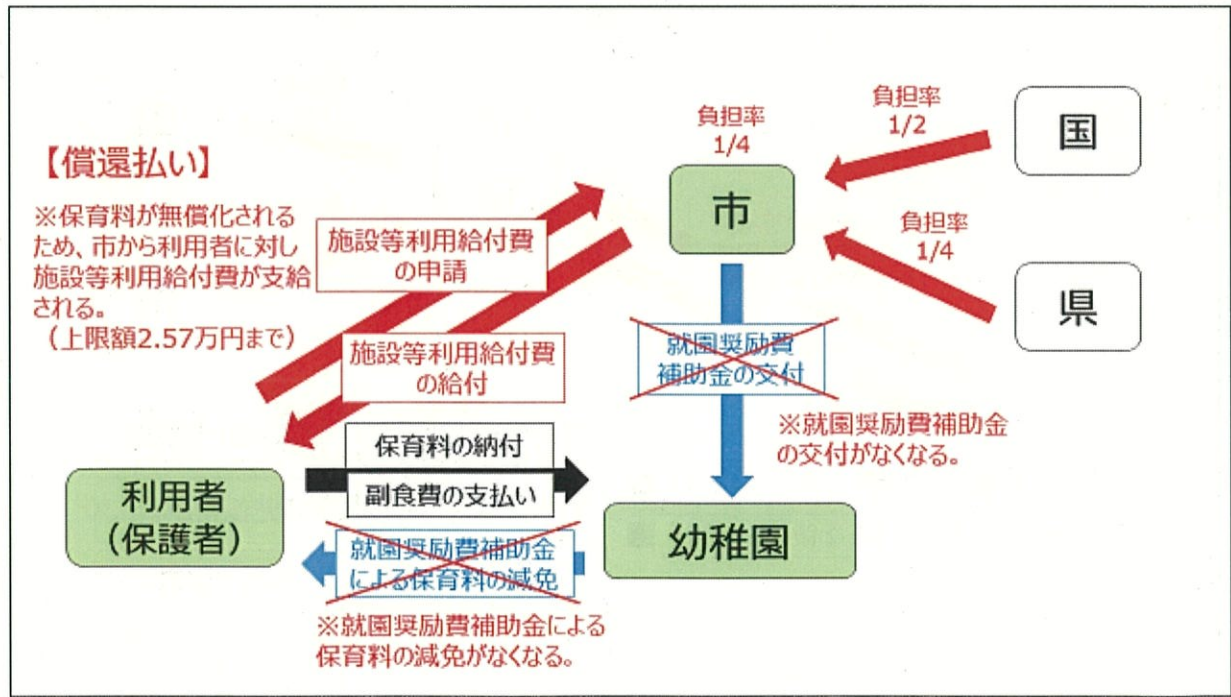 【償還払い】
※保育料が無償化される
ため、市から利用者に対し
施設等利用給付費が支給
される。
（上限額2.57万円まで）
負担率
1/4
市
負担率
1/2
国
負担率
1/4
県
施設等利用給付費
の申請
施設等利用給付費
の給付
就園奨励費
補助金の交付
※就園奨励費補助金
の交付がなくなる。
保育料の納付
副食費の支払い
利用者
（保護者）
幼稚園
就園奨励費補助金
による保育料の減免
※就園奨励費補助金による
保育料の減免がなくなる。